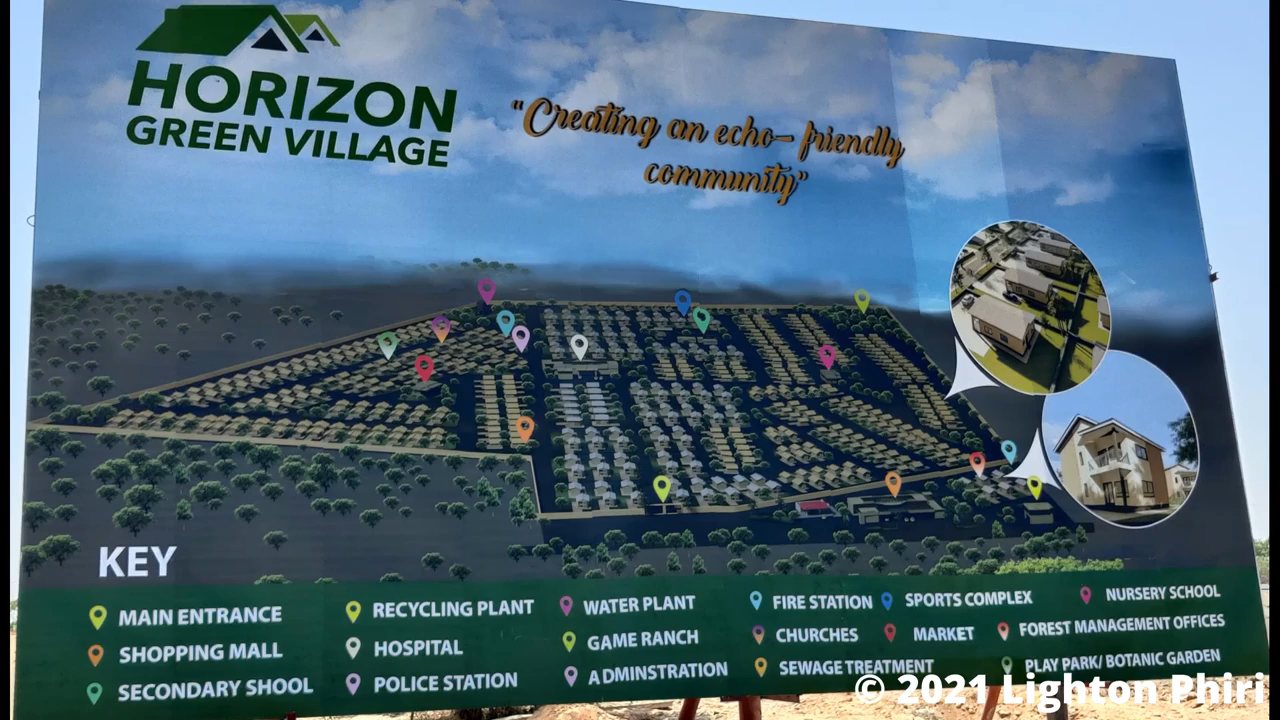 HORIZON
GREEN VILLAGE
"Creating an echo- friendly
community"
KEY
MAIN ENTRANCE
SHOPPING MALL
SECONDARY SHOOL
RECYCLING PLANT
HOSPITAL
POLICE STATION
WATER PLANT
GAME RANCH
ADMINSTRATION
FIRE STATION
CHURCHES
SEWAGE TREATMENT
SPORTS COMPLEX
MARKET
NURSERY SCHOOL
FOREST MANAGEMENT OFFICES
PLAY PARK/ BOTANIC GARDEN
© 2021 Lighton Phiri